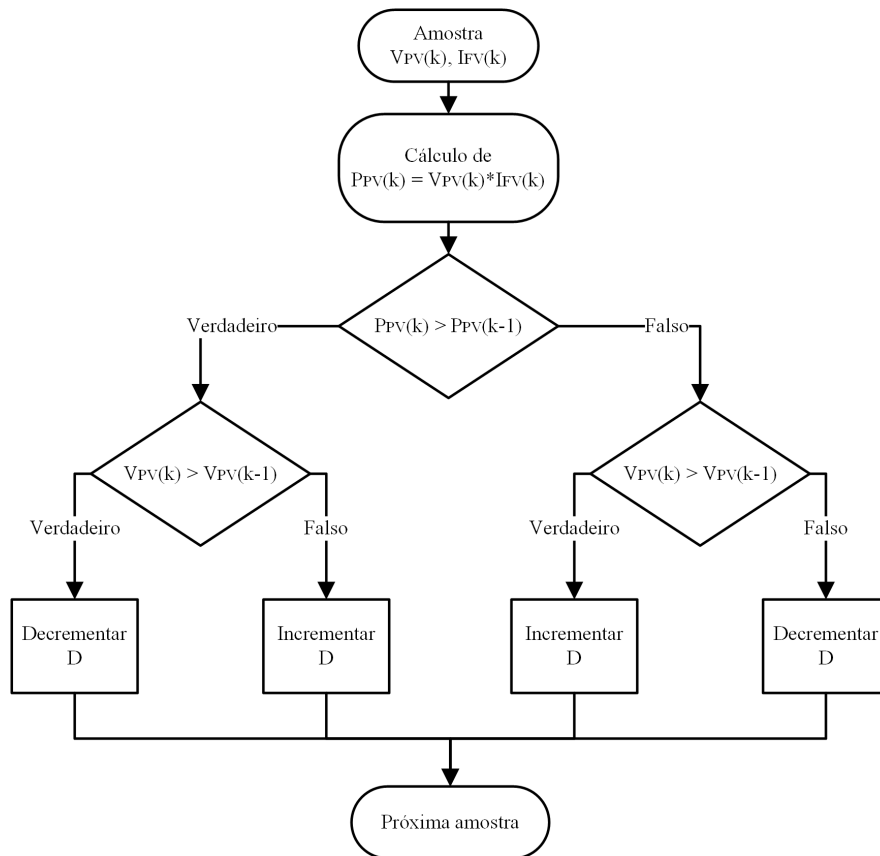 Amostra
VPV(k), IFV(k)
Cálculo de
PPV(k) = VPV(k)*IFV(k)
PPV(k) > PPV(k-1)
Verdadeiro
Falso
VPV(k) > VPV(k-1)
VPV(k) > VPV(k-1)
Verdadeiro
Falso
Verdadeiro
Falso
Decrementar
D
Incrementar
D
Incrementar
D
Decrementar
D
Próxima amostra